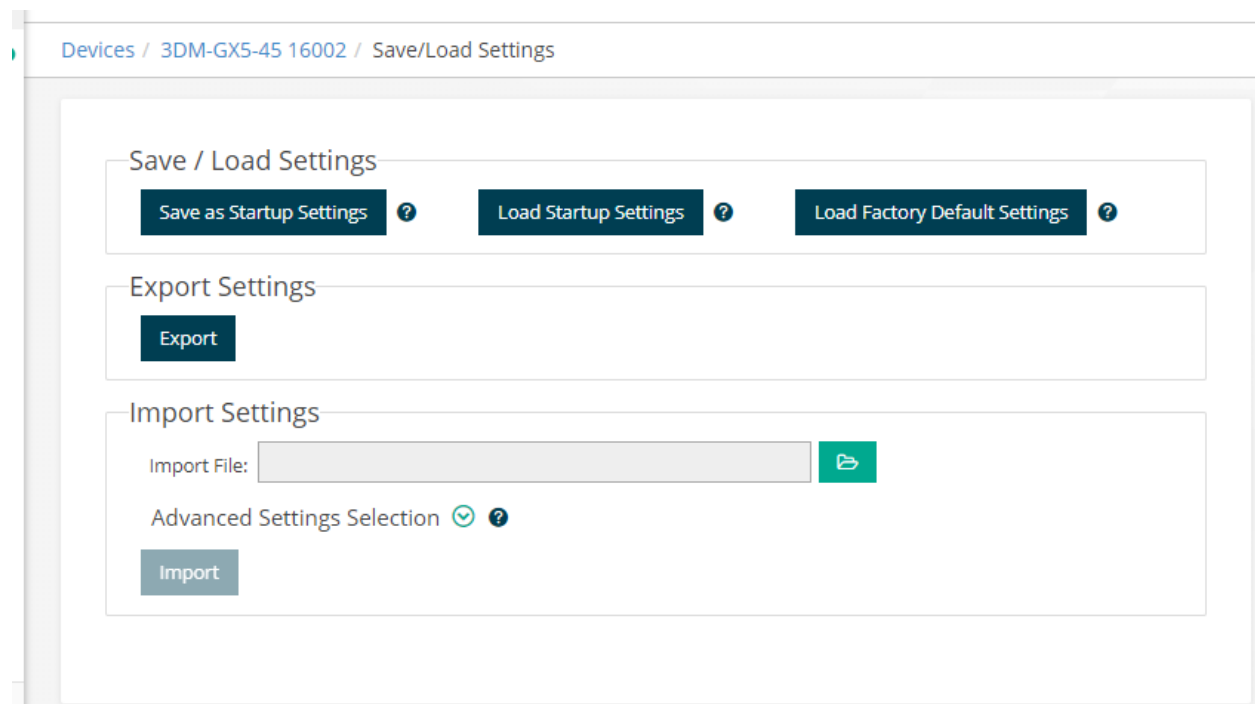 Devices / 3DM-GX5-45 16002 / Save/Load Settings
Save / Load Settings
Save as Startup Settings ? Load Startup Settings ? Load Factory Default Settings ?
Export Settings
Export
Import Settings
Import File:
Advanced Settings Selection ?
Import